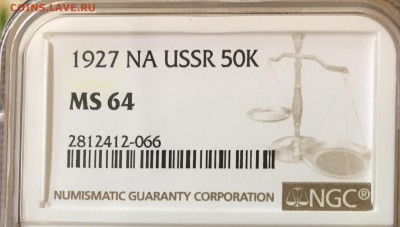 COINS.LAVE.RU
1927 NA USSR 50K
MS 64
2812412-066
NUMISMATIC GUARANTY CORPORATION NGC®